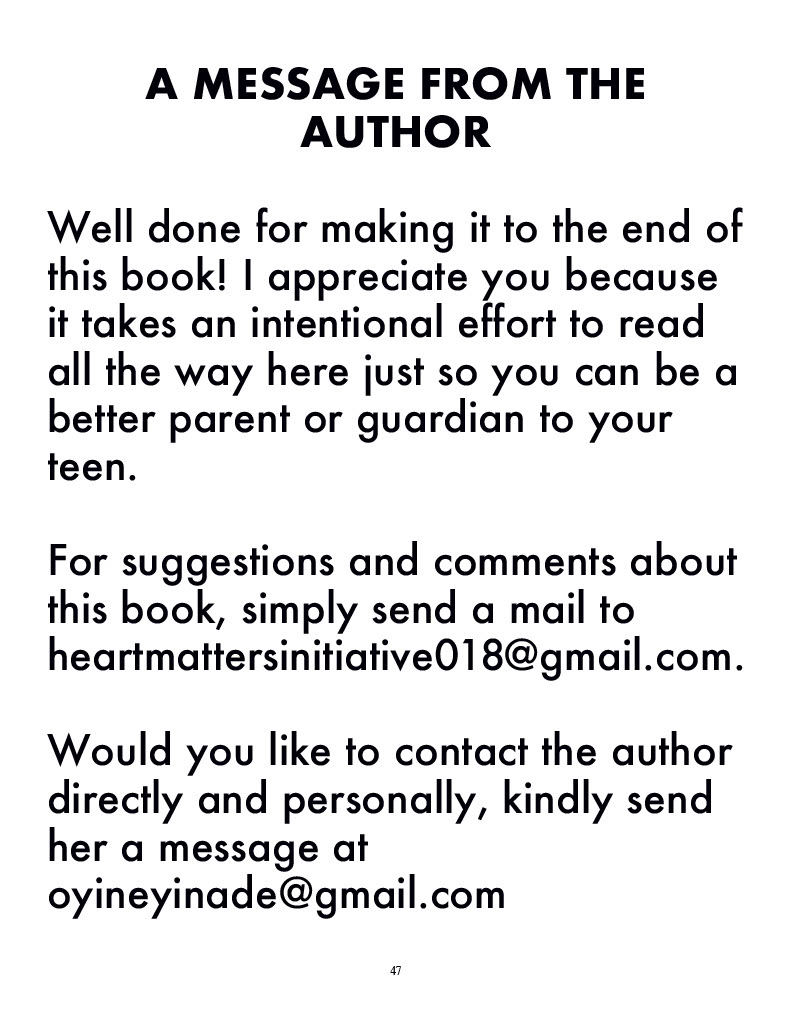 A MESSAGE FROM THE
AUTHOR
Well done for making it to the end of
this book! I appreciate you because
it takes an intentional effort to read
all the way here just so you can be a
better parent or guardian to your
teen.
For suggestions and comments about
this book, simply send a mail to
heartmattersinitiative018@gmail.com.
Would you like to contact the author
directly and personally, kindly send
her a message at
oyineyinade@gmail.com
47